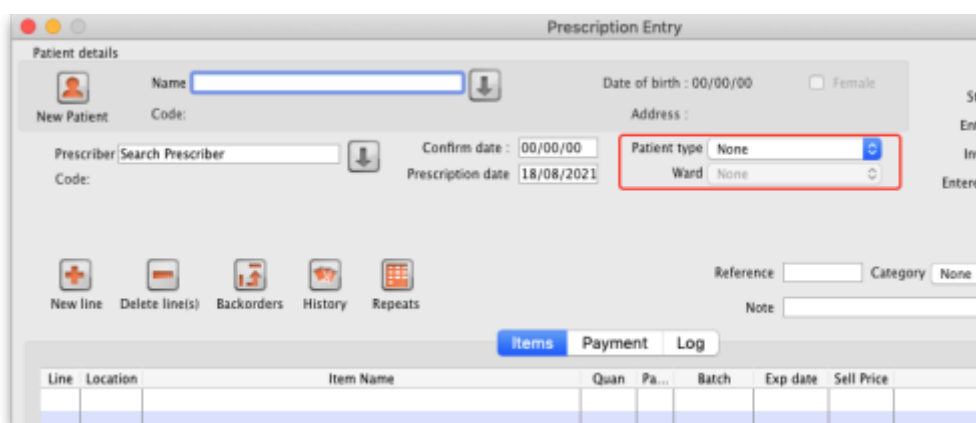 Prescription Entry
Patient details
Name
Date of birth : 00/00/00
Female
New Patient
Code:
Address :
Prescriber Search Prescriber
Code:
Confirm date : 00/00/00
Prescription date 18/08/2021
Patient type None
Ward None
New line
Delete line(s)
Backorders
History
Repeats
Reference
Category None
Note
Items Payment Log
Line Location Item Name Quan Pa... Batch Exp date Sell Price